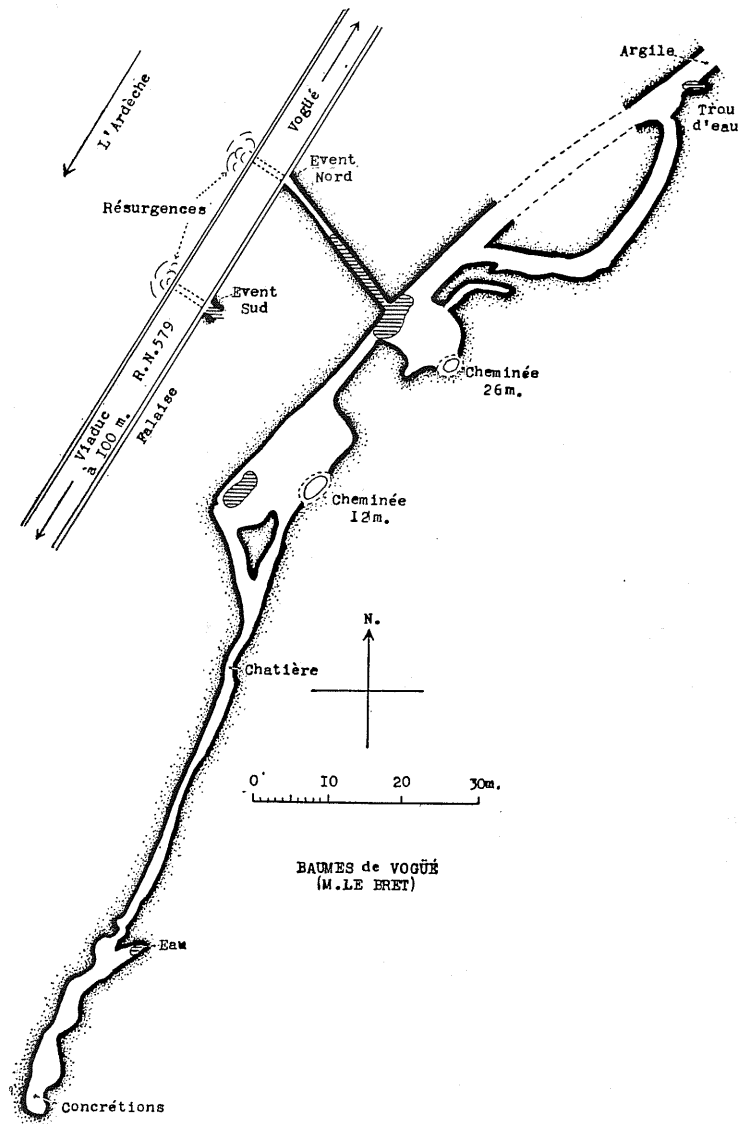 Argile
L'Ardèche
Vogüé
Trou
d'eau
Event
Nord
Résurgences
Event
Sud
R.N.579
Falaise
Viaduc
à 100 m.
Cheminée
26m.
Cheminée
12m.
N.
Chatière
0 10 20 30m.
BAUMES de VOGÜÉ
(M.LE BRET)
Eau
Concrétions